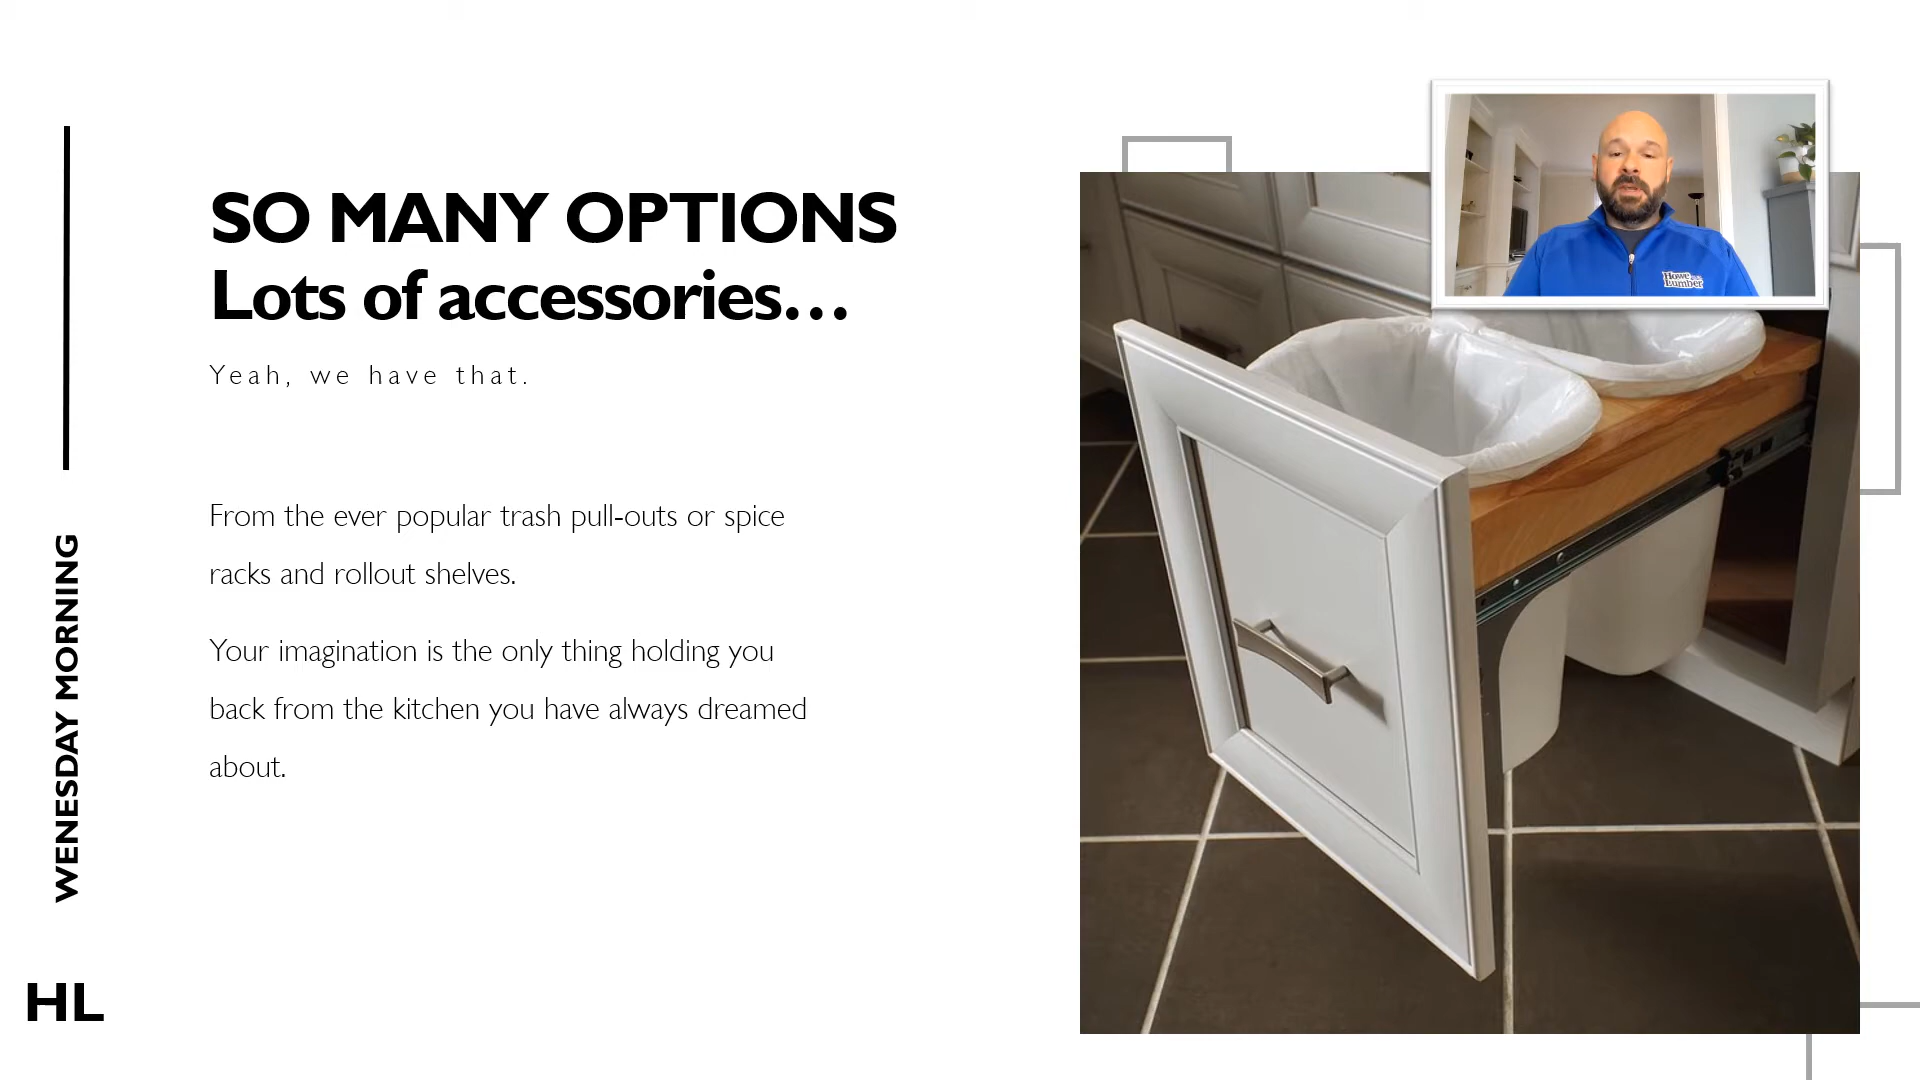 SO MANY OPTIONS
Lots of accessories...
Yeah, we have that.
From the ever popular trash pull-outs or spice
racks and rollout shelves.
Your imagination is the only thing holding you
back from the kitchen you have always dreamed
about.
WENESDAY MORNING
HL
Howe
Lumber